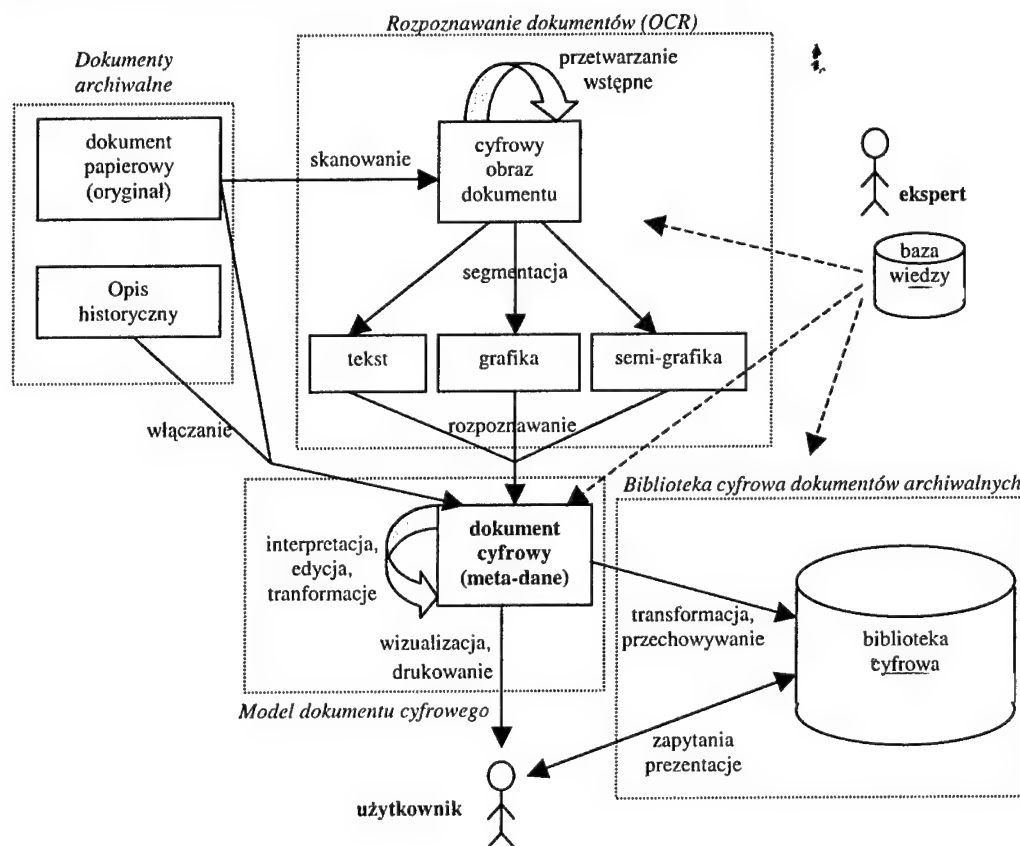 Rozpoznawanie dokumentów (OCR)
Dokumenty
archiwalne
przetwarzanie
wstępne
dokument
papierowy
(oryginał)
skanowanie
cyfrowy
obraz
dokumentu
ekspert
baza
wiedzy
Opis
historyczny
segmentacja
tekst
grafika
semi-grafika
włączanie
rozpoznawanie
Biblioteka cyfrowa dokumentów archiwalnych
dokument
cyfrowy
(meta-dane)
interpretacja,
edycja,
tranformacje
transformacja,
przechowywanie
biblioteka
cyfrowa
wizualizacja,
drukowanie
Model dokumentu cyfrowego
zapytania
prezentacje
użytkownik